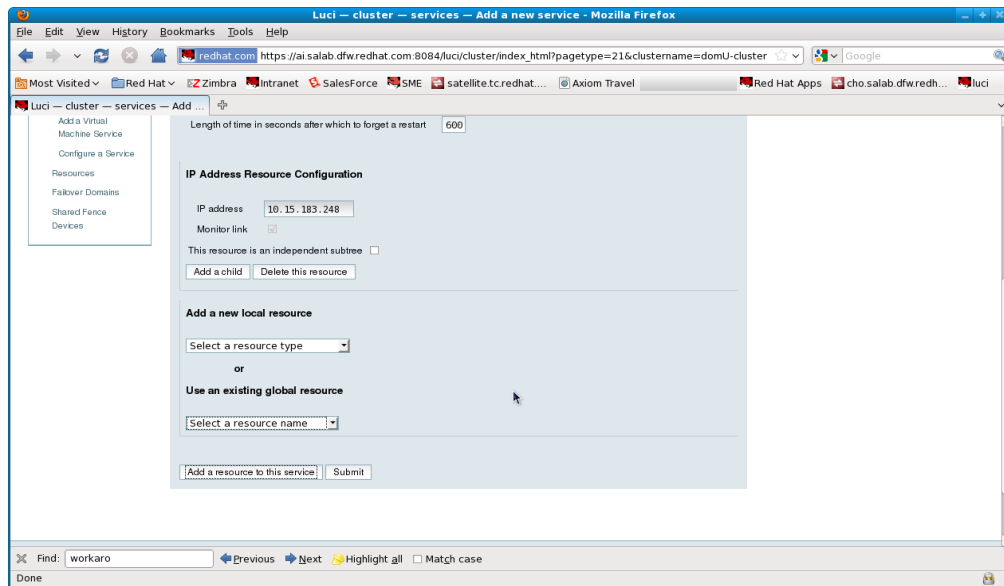 Luci — cluster — services — Add a new service - Mozilla Firefox
File Edit View History Bookmarks Tools Help
redhat.com https://ai.salab.dfw.redhat.com:8084/luci/cluster/index_html?pagetype=21&clustername=domU-cluster Google
Most Visited Red Hat Zimbra Intranet SalesForce SME satellite.tc.redhat.... Axiom Travel Red Hat Apps cho.salab.dfw.redh... luci
Luci — cluster — services — Add ...
Add a Virtual
Machine Service
Configure a Service
Resources
Failover Domains
Shared Fence
Devices
Length of time in seconds after which to forget a restart 600
IP Address Resource Configuration
IP address 10.15.183.248
Monitor link
This resource is an independent subtree
Add a child Delete this resource
Add a new local resource
Select a resource type
or
Use an existing global resource
Select a resource name
Add a resource to this service Submit
Find: workaro Previous Next Highlight all Match case
Done